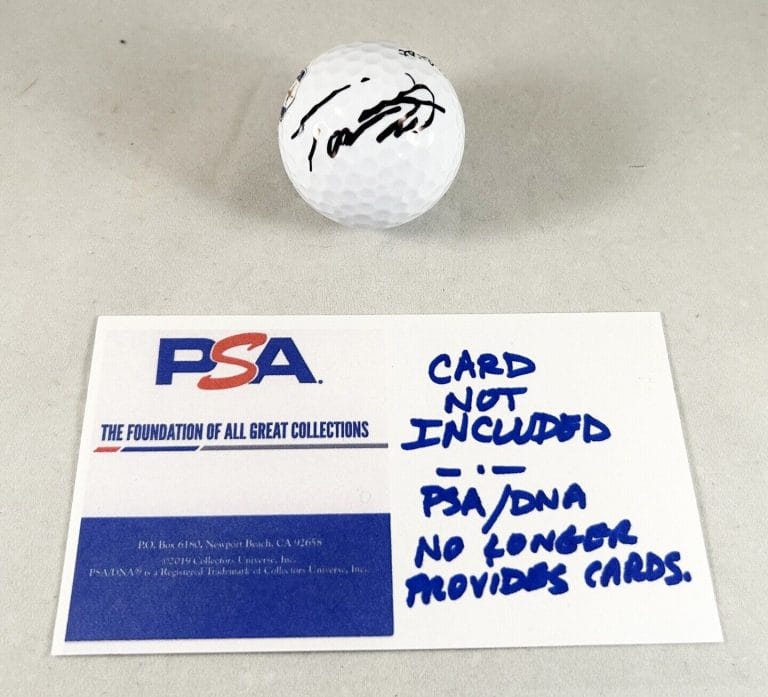 PSA.
THE FOUNDATION OF ALL GREAT COLLECTIONS
P.O. Box 6180, Newport Beach, CA 92658
©2019 Collectors Universe, Inc.
PSA/DNA® is a Registered Trademark of Collectors Universe, Inc.
CARD
NOT
INCLUDED
PSA/DNA
NO LONGER
PROVIDES CARDS.